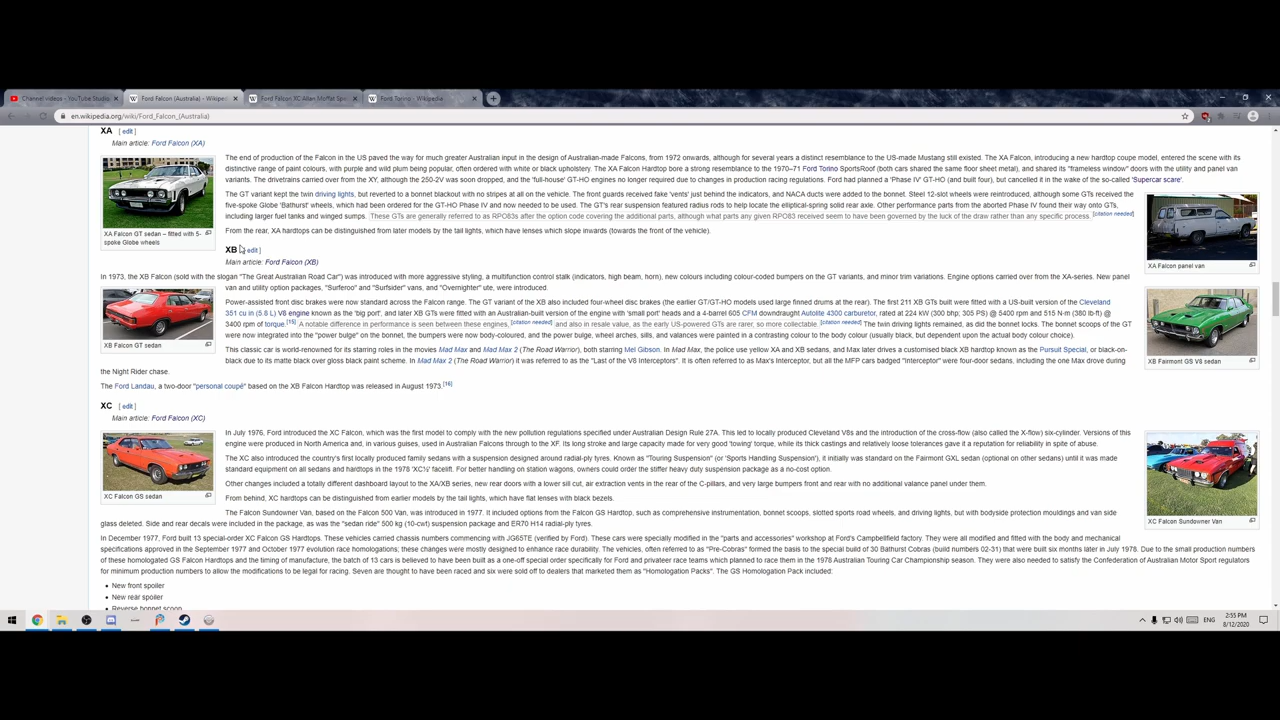 Channel videos - YouTube Studio
Ford Falcon (Australia) - Wikiped
Ford Falcon XC Allan Moffat Spe
Ford Torino - Wikipedia
en.wikipedia.org/wiki/Ford_Falcon_(Australia)
XA [ edit ]
Main article: Ford Falcon (XA)
The end of production of the Falcon in the US paved the way for much greater Australian input in the design of Australian-made Falcons, from 1972 onwards, although for several years a distinct resemblance to the US-made Mustang still existed. The XA Falcon, introducing a new hardtop coupe model, entered the scene with its
distinctive range of paint colours, with purple and wild plum being popular, often ordered with white or black upholstery. The XA Falcon Hardtop bore a strong resemblance to the 1970–71 Ford Torino SportsRoof (both cars shared the same floor sheet metal), and shared its "frameless window" doors with the utility and panel van
variants. The drivetrains carried over from the XY, although the 250-2V was soon dropped, and the 'full-house' GT-HO engines no longer required due to changes in production racing regulations. Ford had planned a "Phase IV" GT-HO (and built four), but cancelled it in the wake of the so-called 'Supercar scare'.
The GT variant kept the twin driving lights, but reverted to a bonnet blackout with no stripes at all on the vehicle. The front guards received fake 'vents' just behind the indicators, and NACA ducts were added to the bonnet. Steel 12-slot wheels were reintroduced, although some GTs received the
five-spoke Globe 'Bathurst' wheels, which had been ordered for the GT-HO Phase IV and now needed to be used. The GT's rear suspension featured radius rods to help locate the elliptical-spring solid rear axle. Other performance parts from the aborted Phase IV found their way onto GTs,
including larger fuel tanks and winged sumps. These GTs are generally referred to as RPO83s after the option code covering the additional parts, although what parts any given RPO83 received seem to have been governed by the luck of the draw rather than any specific process. [citation needed]
From the rear, XA hardtops can be distinguished from later models by the tail lights, which have lenses which slope inwards (towards the front of the vehicle).
XA Falcon GT sedan – fitted with 5-
spoke Globe wheels
XA Falcon panel van
XB [ edit ]
Main article: Ford Falcon (XB)
In 1973, the XB Falcon (sold with the slogan "The Great Australian Road Car") was introduced with more aggressive styling, a multifunction control stalk (indicators, high beam, horn), new colours including colour-coded bumpers on the GT variants, and minor trim variations. Engine options carried over from the XA-series. New panel
van and utility option packages, "Surferoo" and "Surfsider" vans, and "Overnighter" ute, were introduced.
Power-assisted front disc brakes were now standard across the Falcon range. The GT variant of the XB also included four-wheel disc brakes (the earlier GT/GT-HO models used large finned drums at the rear). The first 211 XB GTs built were fitted with a US-built version of the Cleveland
351 cu in (5.8 L) V8 engine known as the 'big port', and later XB GTs were fitted with an Australian-built version of the engine with 'small port' heads and a 4-barrel 605 CFM downdraught Autolite 4300 carburetor, rated at 224 kW (300 bhp; 305 PS) @ 5400 rpm and 515 N·m (380 lb·ft) @
3400 rpm of torque.[15] A notable difference in performance is seen between these engines,[citation needed] and also in resale value, as the early US-powered GTs are rarer, so more collectable.[citation needed] The twin driving lights remained, as did the bonnet locks. The bonnet scoops of the GT
were now integrated into the "power bulge" on the bonnet, the bumpers were now body-coloured, and the power bulge, wheel arches, sills, and valances were painted in a contrasting colour to the body colour (usually black, but dependent upon the actual body colour choice).
This classic car is world-renowned for its starring roles in the movies Mad Max and Mad Max 2 (The Road Warrior), both starring Mel Gibson. In Mad Max, the police use yellow XA and XB sedans, and Max later drives a customised black XB hardtop known as the Pursuit Special, or black-on-
black due to its matte black over gloss black paint scheme. In Mad Max 2 (The Road Warrior) it was referred to as the "Last of the V8 Interceptors". It is often referred to as Max's Interceptor, but all the MFP cars badged "Interceptor" were four-door sedans, including the one Max drove during
the Night Rider chase.
The Ford Landau, a two-door "personal coupé" based on the XB Falcon Hardtop was released in August 1973.[16]
XB Falcon GT sedan
XB Fairmont GS V8 sedan
XC [ edit ]
Main article: Ford Falcon (XC)
In July 1976, Ford introduced the XC Falcon, which was the first model to comply with the new pollution regulations specified under Australian Design Rule 27A. This led to locally produced Cleveland V8s and the introduction of the cross-flow (also called the X-flow) six-cylinder. Versions of this
engine were produced in North America and, in various guises, used in Australian Falcons through to the XF. Its long stroke and large capacity made for very good 'towing' torque, while its thick castings and relatively loose tolerances gave it a reputation for reliability in spite of abuse.
The XC also introduced the country's first locally produced family sedans with a suspension designed around radial-ply tyres. Known as "Touring Suspension" (or 'Sports Handling Suspension'), it initially was standard on the Fairmont GXL sedan (optional on other sedans) until it was made
standard equipment on all sedans and hardtops in the 1978 'XC½' facelift. For better handling on station wagons, owners could order the stiffer heavy duty suspension package as a no-cost option.
Other changes included a totally different dashboard layout to the XA/XB series, new rear doors with a lower sill cut, air extraction vents in the rear of the C-pillars, and very large bumpers front and rear with no additional valance panel under them.
From behind, XC hardtops can be distinguished from earlier models by the tail lights, which have flat lenses with black bezels.
The Falcon Sundowner Van, based on the Falcon 500 Van, was introduced in 1977. It included options from the Falcon GS Hardtop, such as comprehensive instrumentation, bonnet scoops, slotted sports road wheels, and driving lights, but with bodyside protection mouldings and van side
glass deleted. Side and rear decals were included in the package, as was the "sedan ride" 500 kg (10-cwt) suspension package and ER70 H14 radial-ply tyres.
XC Falcon GS sedan
XC Falcon Sundowner Van
In December 1977, Ford built 13 special-order XC Falcon GS Hardtops. These vehicles carried chassis numbers commencing with JG65TE (verified by Ford). These cars were specially modified in the "parts and accessories" workshop at Ford's Campbellfield factory. They were all modified and fitted with the body and mechanical
specifications approved in the September 1977 and October 1977 evolution race homologations; these changes were mostly designed to enhance race durability. The vehicles, often referred to as "Pre-Cobras" formed the basis to the special build of 30 Bathurst Cobras (build numbers 02-31) that were built six months later in July 1978. Due to the small production numbers
of these homologated GS Falcon Hardtops and the timing of manufacture, the batch of 13 cars is believed to have been built as a one-off special order specifically for Ford and privateer race teams which planned to race them in the 1978 Australian Touring Car Championship season. They were also needed to satisfy the Confederation of Australian Motor Sport regulators
for minimum production numbers to allow the modifications to be legal for racing. Seven are thought to have been raced and six were sold to dealers that marketed them as "Homologation Packs". The GS Homologation Pack included:
• New front spoiler
• New rear spoiler
• Reverse bonnet scoop
ENG
2:55 PM
8/12/2020